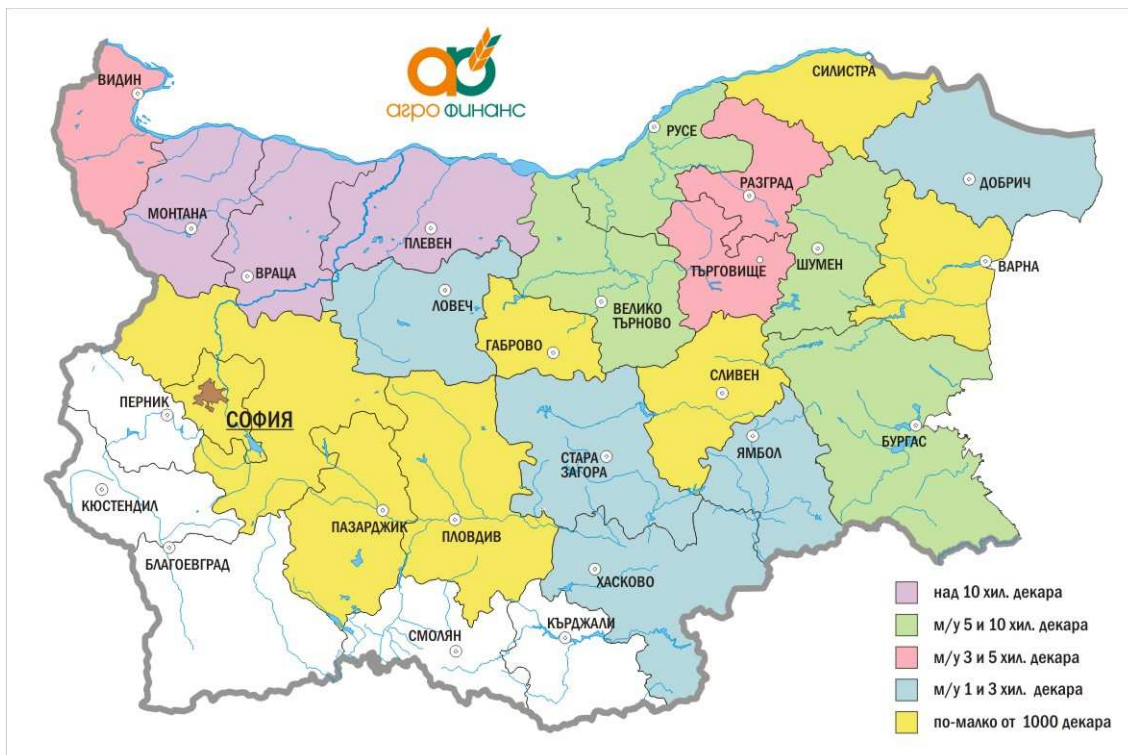 агро финанс
ВИДИН
СИЛИСТРА
РУСЕ
ДОБРИЧ
РАЗГРАД
МОНТАНА
ПЛЕВЕН
ВРАЦА
ТЪРГОВИЩЕ
ШУМЕН
ВАРНА
ЛОВЕЧ
ВЕЛИКО
ТЪРНОВО
ГАБРОВО
СЛИВЕН
ПЕРНИК
СОФИЯ
БУРГАС
СТАРА
ЗАГОРА
ЯМБОЛ
КЮСТЕНДИЛ
ПАЗАРДЖИК
ПЛОВДИВ
БЛАГОЕВГРАД
ХАСКОВО
СМОЛЯН
КЪРДЖАЛИ
над 10 хил. декара
м/у 5 и 10 хил. декара
м/у 3 и 5 хил. декара
м/у 1 и 3 хил. декара
по-малко от 1000 декара